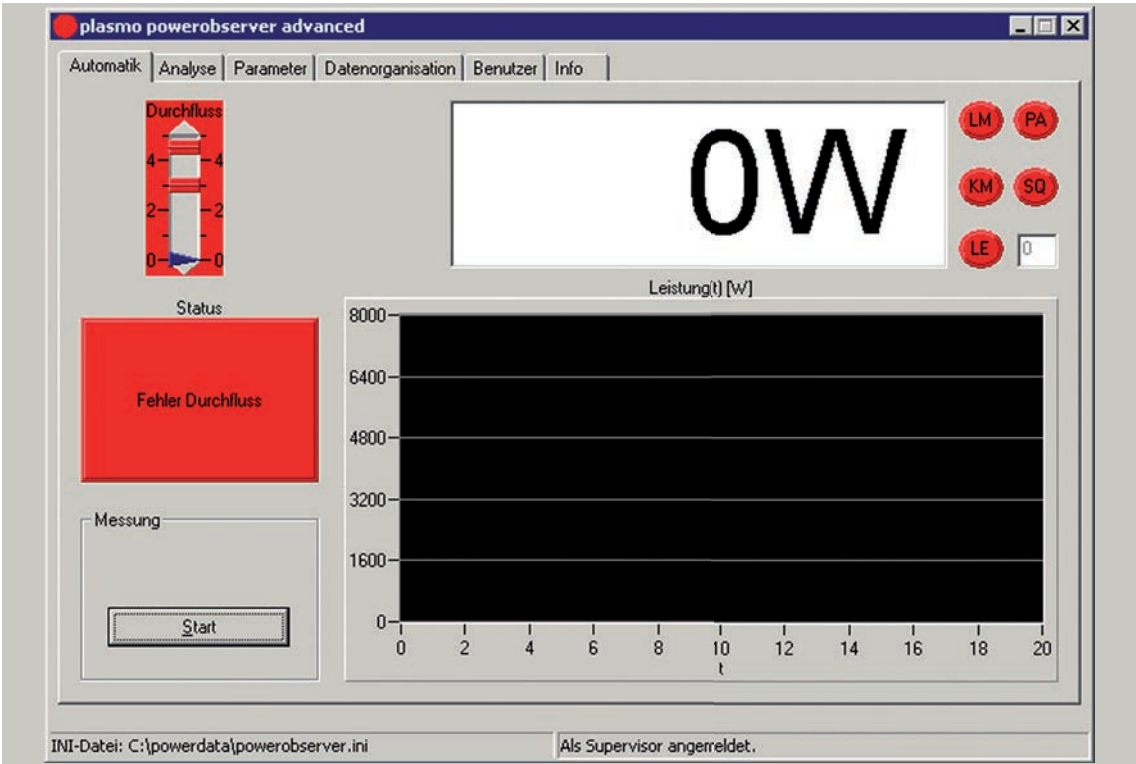 plasmo powerobserver advanced
Automatik Analyse Parameter Datenorganisation Benutzer Info
Durchfluss
4 4
2 2
0 0
0W
LM PA
KM SQ
LE 0
Status
Fehler Durchfluss
Messung
Start
Leistung(t) [W]
8000
6400
4800
3200
1600
0
0 2 4 6 8 10 12 14 16 18 20
t
INI-Datei: C:\powerdata\powerobserver.ini
Als Supervisor angemeldet.